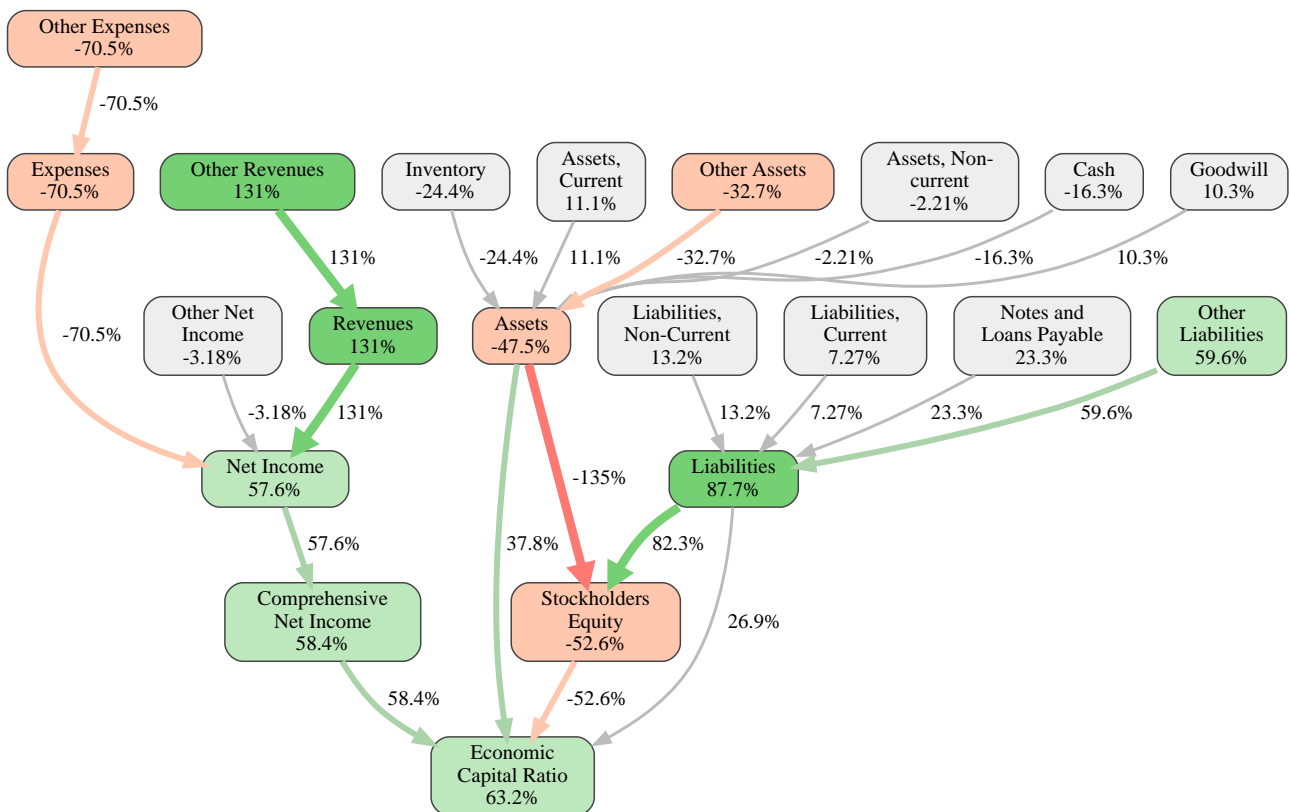 Other Expenses
-70.5%
-70.5%
Expenses
-70.5%
Other Revenues
131%
Inventory
-24.4%
Assets,
Current
11.1%
Other Assets
-32.7%
Assets, Non-
current
-2.21%
Cash
-16.3%
Goodwill
10.3%
131%
-24.4%
11.1%
-32.7%
-2.21%
-16.3%
10.3%
-70.5%
Other Net
Income
-3.18%
Revenues
131%
Assets
-47.5%
Liabilities,
Non-Current
13.2%
Liabilities,
Current
7.27%
Notes and
Loans Payable
23.3%
Other
Liabilities
59.6%
-3.18%
131%
13.2%
7.27%
23.3%
59.6%
Net Income
57.6%
-135%
Liabilities
87.7%
57.6%
37.8%
82.3%
Comprehensive
Net Income
58.4%
Stockholders
Equity
-52.6%
26.9%
58.4%
-52.6%
Economic
Capital Ratio
63.2%